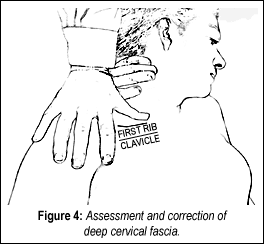 FIRST RIB
CLAVICLE
Figure 4: Assessment and correction of
deep cervical fascia.